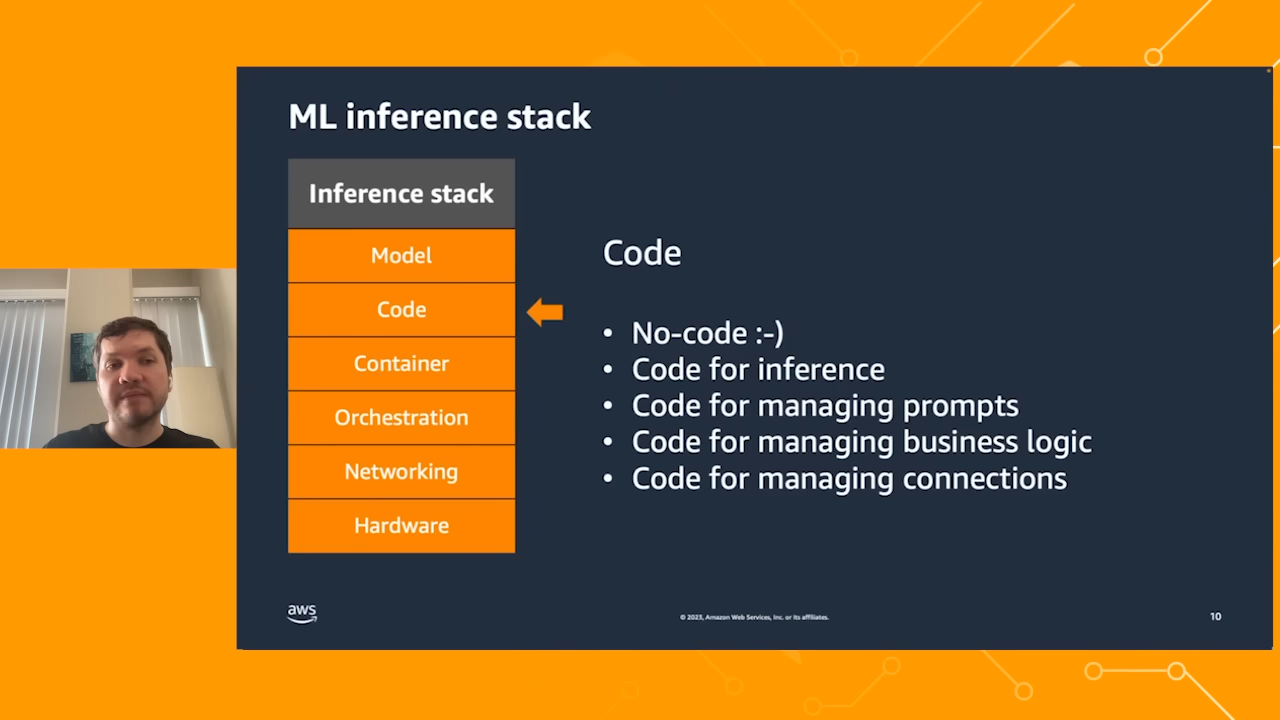 ML inference stack
Inference stack
Model
Code
Container
Orchestration
Networking
Hardware
Code
• No-code :-)
• Code for inference
• Code for managing prompts
• Code for managing business logic
• Code for managing connections
aws
© 2023, Amazon Web Services, Inc. or its affiliates.
10